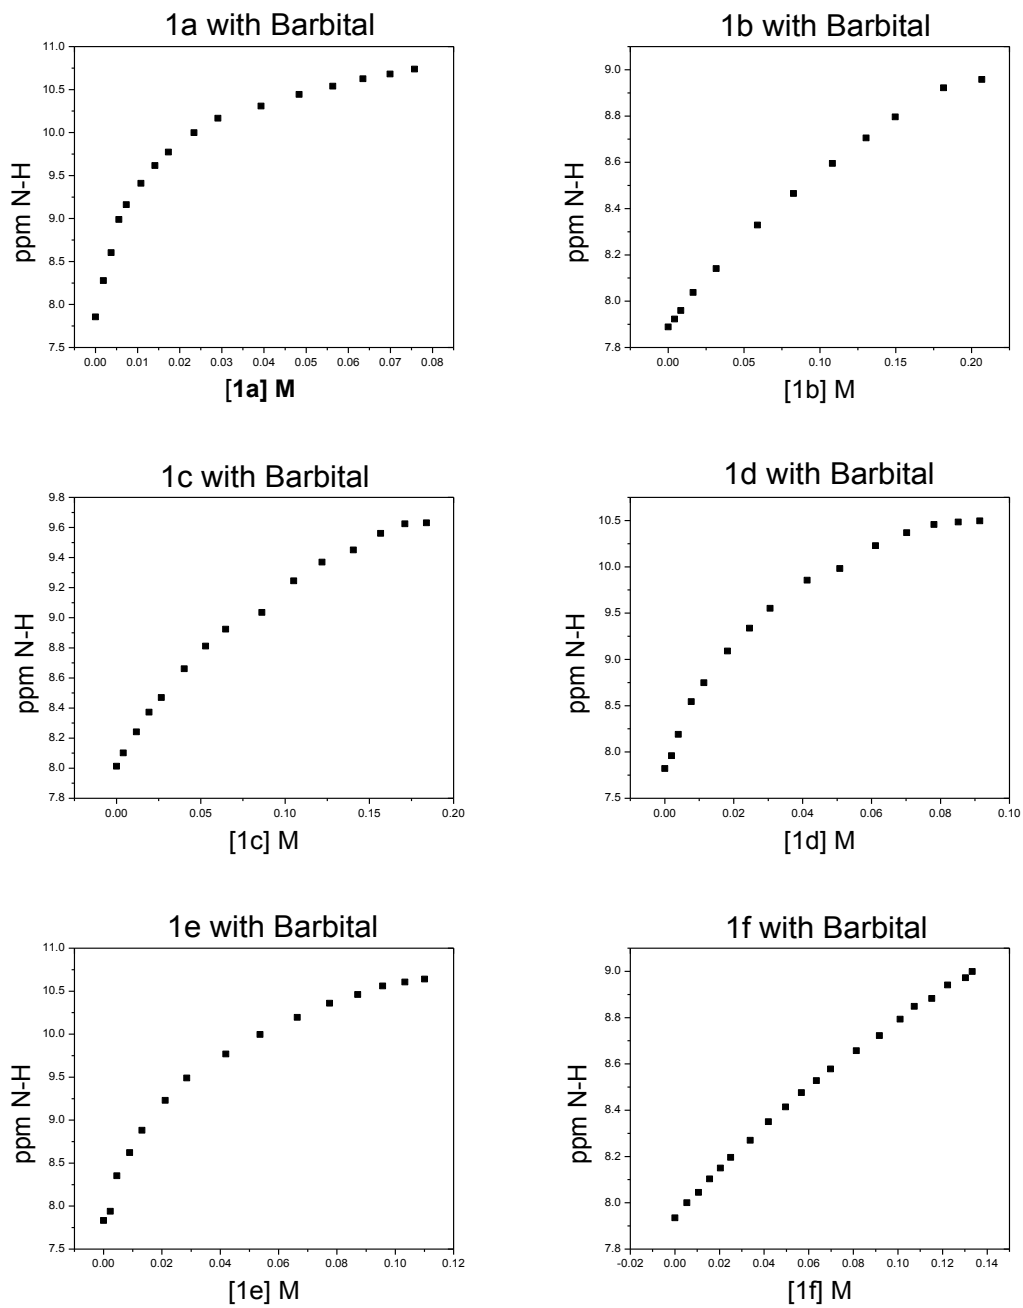 1a with Barbital
11.0
10.5
10.0
9.5
9.0
8.5
8.0
7.5
ppm N-H
0.00 0.01 0.02 0.03 0.04 0.05 0.06 0.07 0.08
[1a] M
1b with Barbital
9.0
8.8
8.6
8.4
8.2
8.0
7.8
ppm N-H
0.00 0.05 0.10 0.15 0.20
[1b] M
1c with Barbital
9.8
9.6
9.4
9.2
9.0
8.8
8.6
8.4
8.2
8.0
7.8
ppm N-H
0.00 0.05 0.10 0.15 0.20
[1c] M
1d with Barbital
10.5
10.0
9.5
9.0
8.5
8.0
7.5
ppm N-H
0.00 0.02 0.04 0.06 0.08 0.10
[1d] M
1e with Barbital
11.0
10.5
10.0
9.5
9.0
8.5
8.0
7.5
ppm N-H
0.00 0.02 0.04 0.06 0.08 0.10 0.12
[1e] M
1f with Barbital
9.0
8.8
8.6
8.4
8.2
8.0
7.8
ppm N-H
-0.02 0.00 0.02 0.04 0.06 0.08 0.10 0.12 0.14
[1f] M